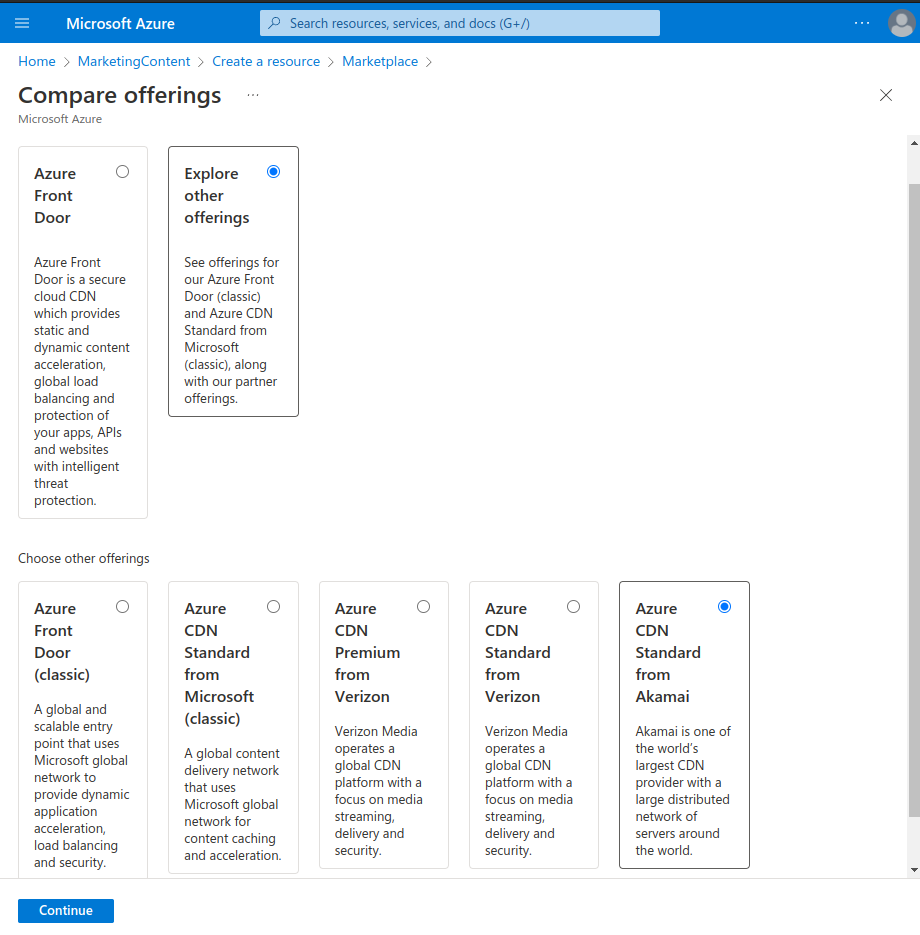 Microsoft Azure
Search resources, services, and docs (G+/)
...
Home > MarketingContent > Create a resource > Marketplace >
Compare offerings ...
Microsoft Azure
Azure
Front
Door
Azure Front
Door is a secure
cloud CDN
which provides
static and
dynamic content
acceleration,
global load
balancing and
protection of
your apps, APIs
and websites
with intelligent
threat
protection.
Explore
other
offerings
See offerings for
our Azure Front
Door (classic)
and Azure CDN
Standard from
Microsoft
(classic), along
with our partner
offerings.
Choose other offerings
Azure
Front
Door
(classic)
A global and
scalable entry
point that uses
Microsoft global
network to
provide dynamic
application
acceleration,
load balancing
and security.
Azure
CDN
Standard
from
Microsoft
(classic)
A global content
delivery network
that uses
Microsoft global
network for
content caching
and acceleration.
Azure
CDN
Premium
from
Verizon
Verizon Media
operates a
global CDN
platform with a
focus on media
streaming,
delivery and
security.
Azure
CDN
Standard
from
Verizon
Verizon Media
operates a
global CDN
platform with a
focus on media
streaming,
delivery and
security.
Azure
CDN
Standard
from
Akamai
Akamai is one of
the world's
largest CDN
provider with a
large distributed
network of
servers around
the world.
Continue